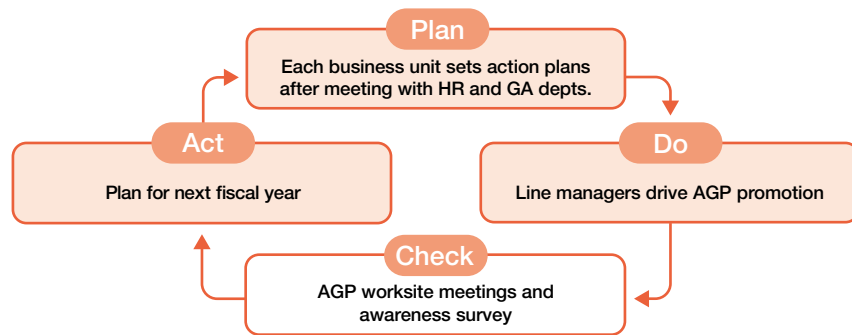 Plan
Each business unit sets action plans
after meeting with HR and GA depts.
Act
Plan for next fiscal year
Do
Line managers drive AGP promotion
Check
AGP worksite meetings and
awareness survey